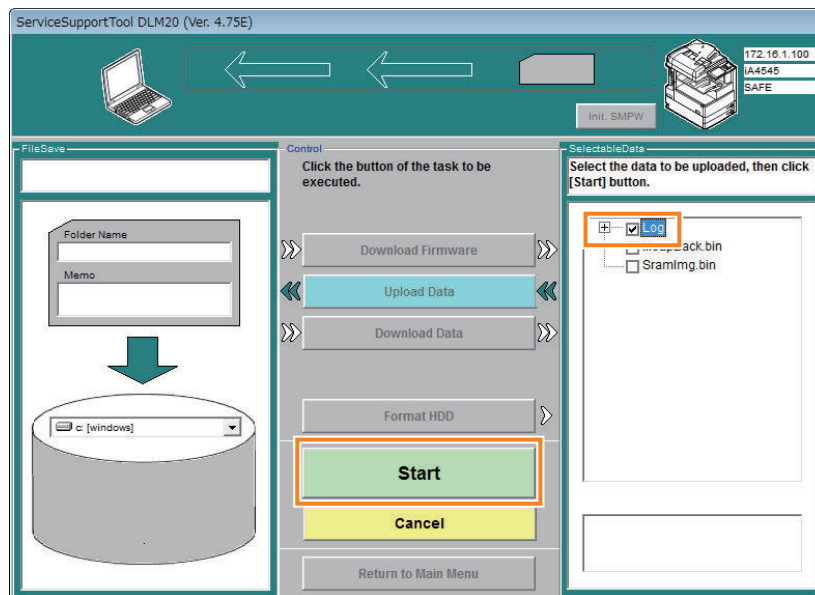 ServiceSupportTool DLM20 (Ver. 4.75E)
172.16.1.100
iA4545
SAFE
Init. SMPW
FileSave
Control
SelectableData
Click the button of the task to be
executed.
Select the data to be uploaded, then click
[Start] button.
Folder Name
Memo
Download Firmware
Upload Data
Download Data
Format HDD
Start
Cancel
Return to Main Menu
c: [windows]
Log
SramImg.bin